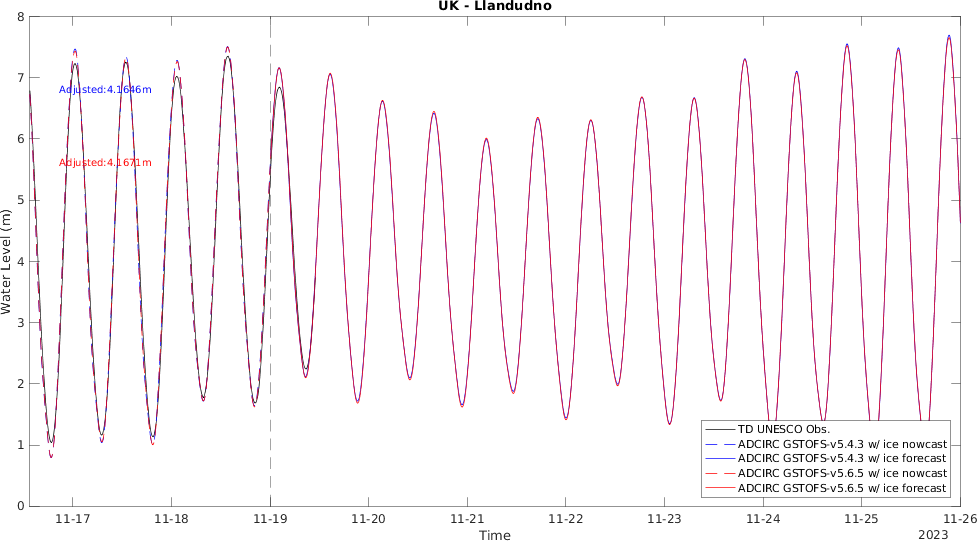 UK - Llandudno
8
7
6
5
4
3
2
1
0
Water Level (m)
Adjusted:4.1646m
Adjusted:4.1671m
TD UNESCO Obs.
ADCIRC GSTOFS-v5.4.3 w/ ice nowcast
ADCIRC GSTOFS-v5.4.3 w/ ice forecast
ADCIRC GSTOFS-v5.6.5 w/ ice nowcast
ADCIRC GSTOFS-v5.6.5 w/ ice forecast
11-17 11-18 11-19 11-20 11-21 11-22 11-23 11-24 11-25 11-26
Time
2023